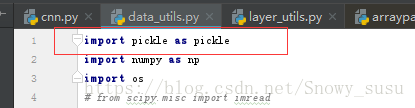 cnn.py data_utils.py layer_utils.py arraypa
1 import pickle as pickle
2 import numpy as np
3 import os
4 # from scipy.misc import imread
https://blog.csdn.net/Snowy_susu